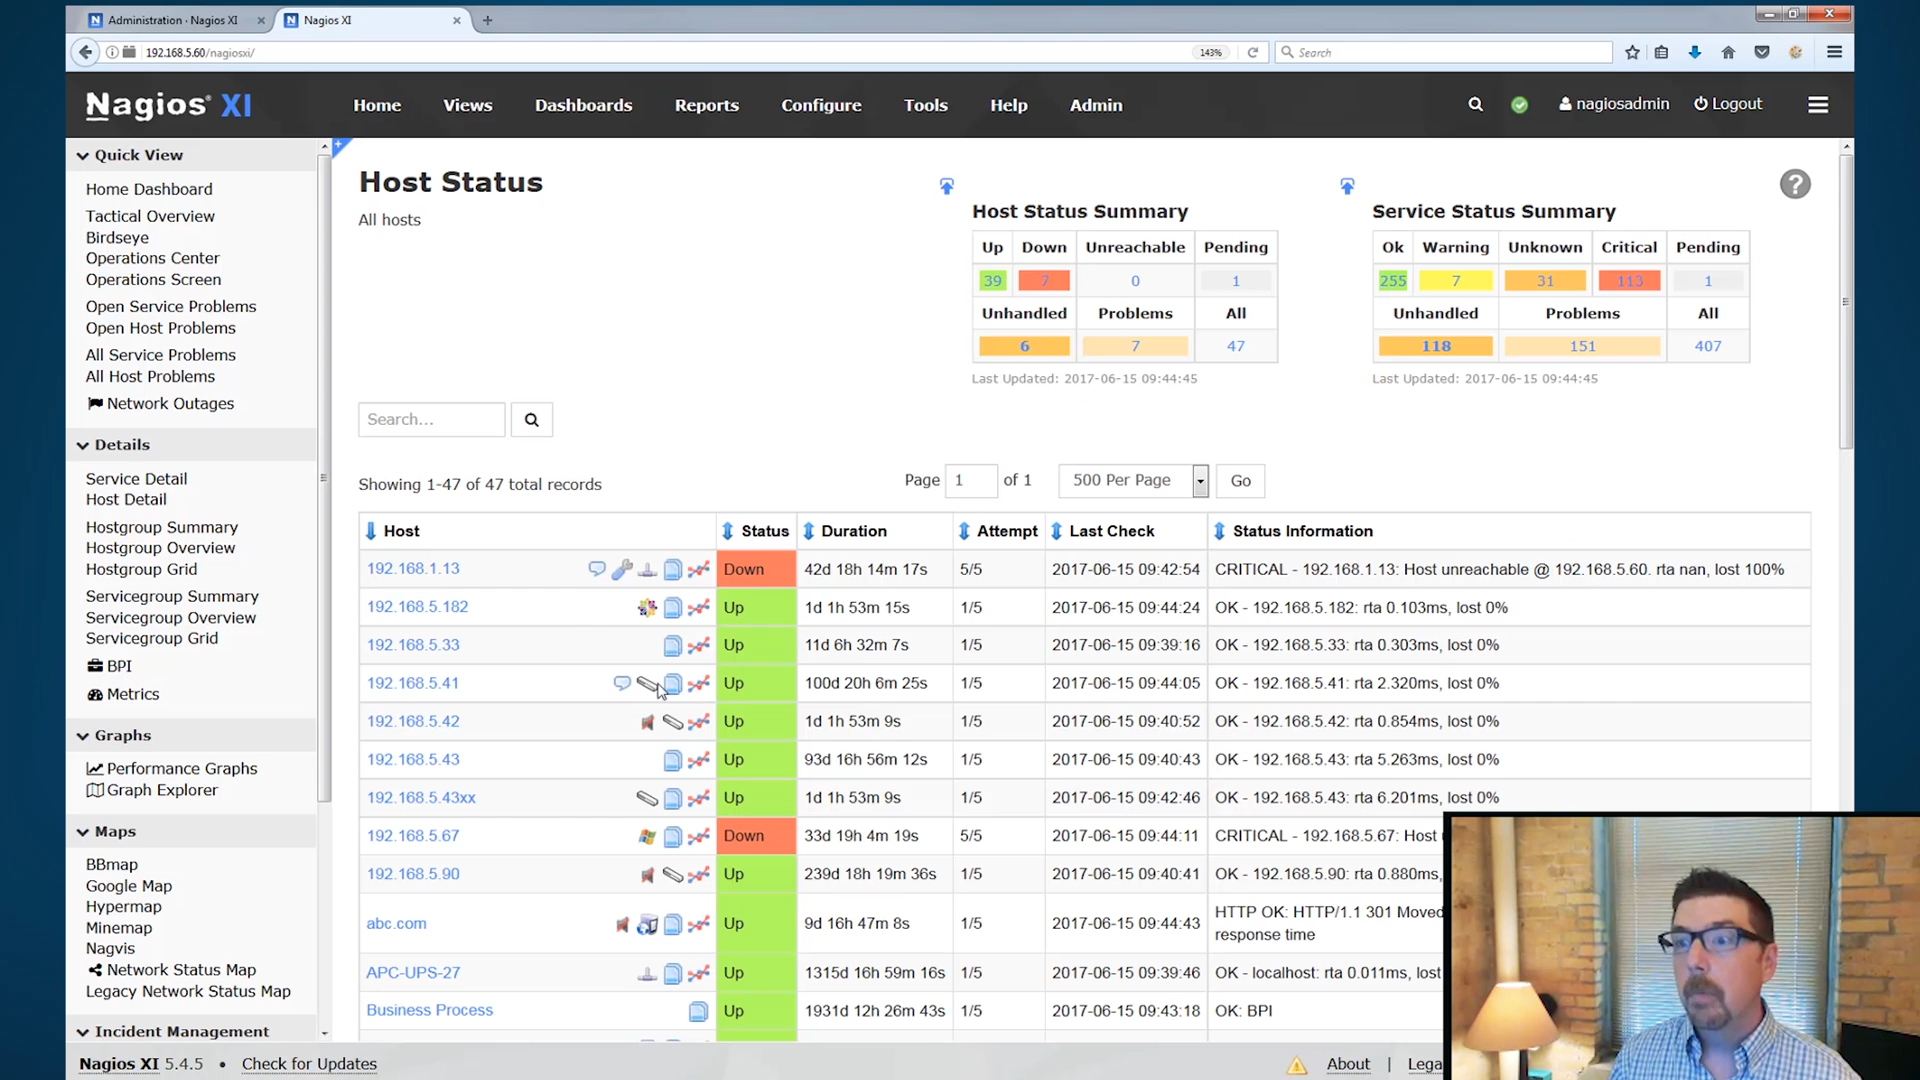 Administration · Nagios XI
Nagios XI
192.168.5.60/nagiosxi/
143%
Search
Nagios® XI
Home
Views
Dashboards
Reports
Configure
Tools
Help
Admin
nagiosadmin
Logout
Quick View
Home Dashboard
Tactical Overview
Birdseye
Operations Center
Operations Screen
Open Service Problems
Open Host Problems
All Service Problems
All Host Problems
Network Outages
Details
Service Detail
Host Detail
Hostgroup Summary
Hostgroup Overview
Hostgroup Grid
Servicegroup Summary
Servicegroup Overview
Servicegroup Grid
BPI
Metrics
Graphs
Performance Graphs
Graph Explorer
Maps
BBmap
Google Map
Hypermap
Minemap
Nagvis
Network Status Map
Legacy Network Status Map
Incident Management
Host Status
All hosts
Host Status Summary
Up Down Unreachable Pending
39 7 0 1
Unhandled Problems All
6 7 47
Last Updated: 2017-06-15 09:44:45
Service Status Summary
Ok Warning Unknown Critical Pending
255 7 31 113 1
Unhandled Problems All
118 151 407
Last Updated: 2017-06-15 09:44:45
Search...
Showing 1-47 of 47 total records
Page 1 of 1 500 Per Page Go
Host Status Duration Attempt Last Check Status Information
192.168.1.13 Down 42d 18h 14m 17s 5/5 2017-06-15 09:42:54 CRITICAL - 192.168.1.13: Host unreachable @ 192.168.5.60. rta nan, lost 100%
192.168.5.182 Up 1d 1h 53m 15s 1/5 2017-06-15 09:44:24 OK - 192.168.5.182: rta 0.103ms, lost 0%
192.168.5.33 Up 11d 6h 32m 7s 1/5 2017-06-15 09:39:16 OK - 192.168.5.33: rta 0.303ms, lost 0%
192.168.5.41 Up 100d 20h 6m 25s 1/5 2017-06-15 09:44:05 OK - 192.168.5.41: rta 2.320ms, lost 0%
192.168.5.42 Up 1d 1h 53m 9s 1/5 2017-06-15 09:40:52 OK - 192.168.5.42: rta 0.854ms, lost 0%
192.168.5.43 Up 93d 16h 56m 12s 1/5 2017-06-15 09:40:43 OK - 192.168.5.43: rta 5.263ms, lost 0%
192.168.5.43xx Up 1d 1h 53m 9s 1/5 2017-06-15 09:42:46 OK - 192.168.5.43: rta 6.201ms, lost 0%
192.168.5.67 Down 33d 19h 4m 19s 5/5 2017-06-15 09:44:11 CRITICAL - 192.168.5.67: Host
192.168.5.90 Up 239d 18h 19m 36s 1/5 2017-06-15 09:40:41 OK - 192.168.5.90: rta 0.880ms,
abc.com Up 9d 16h 47m 8s 1/5 2017-06-15 09:44:43 HTTP OK: HTTP/1.1 301 Moved
response time
APC-UPS-27 Up 1315d 16h 59m 16s 1/5 2017-06-15 09:39:46 OK - localhost: rta 0.011ms, lost
Business Process Up 1931d 12h 26m 43s 1/5 2017-06-15 09:43:18 OK: BPI
Nagios XI 5.4.5 • Check for Updates
About | Lega